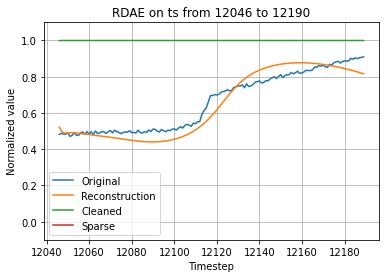 RDAE on ts from 12046 to 12190
Normalized value
1.0
0.8
0.6
0.4
0.2
0.0
Original
Reconstruction
Cleaned
Sparse
12040 12060 12080 12100 12120 12140 12160 12180
Timestep